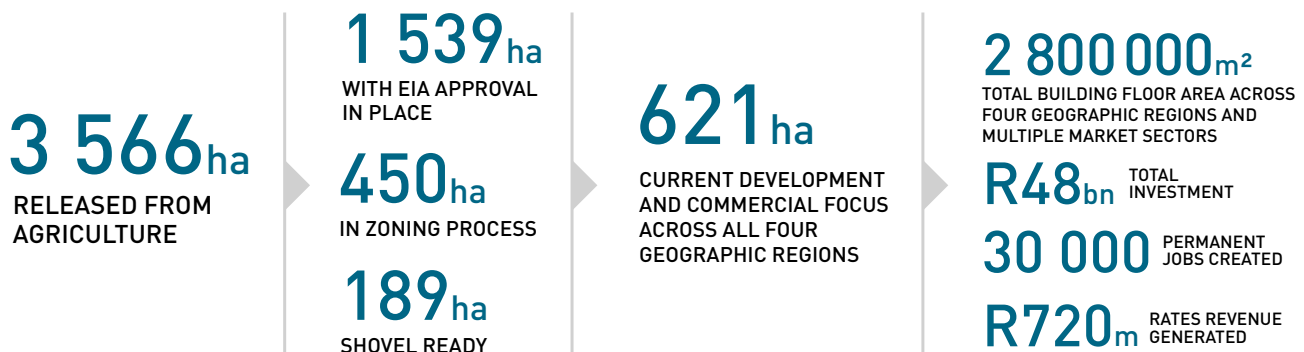 3 566ha
RELEASED FROM
AGRICULTURE
1 539ha
WITH EIA APPROVAL
IN PLACE
450ha
IN ZONING PROCESS
189ha
SHOVEL READY
621ha
CURRENT DEVELOPMENT
AND COMMERCIAL FOCUS
ACROSS ALL FOUR
GEOGRAPHIC REGIONS
2 800 000m²
TOTAL BUILDING FLOOR AREA ACROSS
FOUR GEOGRAPHIC REGIONS AND
MULTIPLE MARKET SECTORS
R48bn TOTAL
INVESTMENT
30 000 PERMANENT
JOBS CREATED
R720m RATES REVENUE
GENERATED